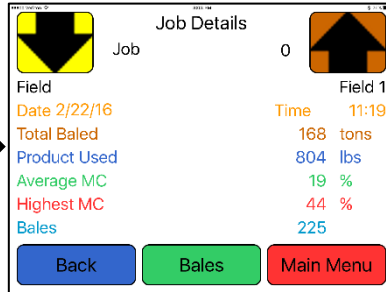 Job Details
Job 0
Field Field 1
Date 2/22/16 Time 11:19
Total Baled 168 tons
Product Used 804 lbs
Average MC 19 %
Highest MC 44 %
Bales 225
Back Bales Main Menu